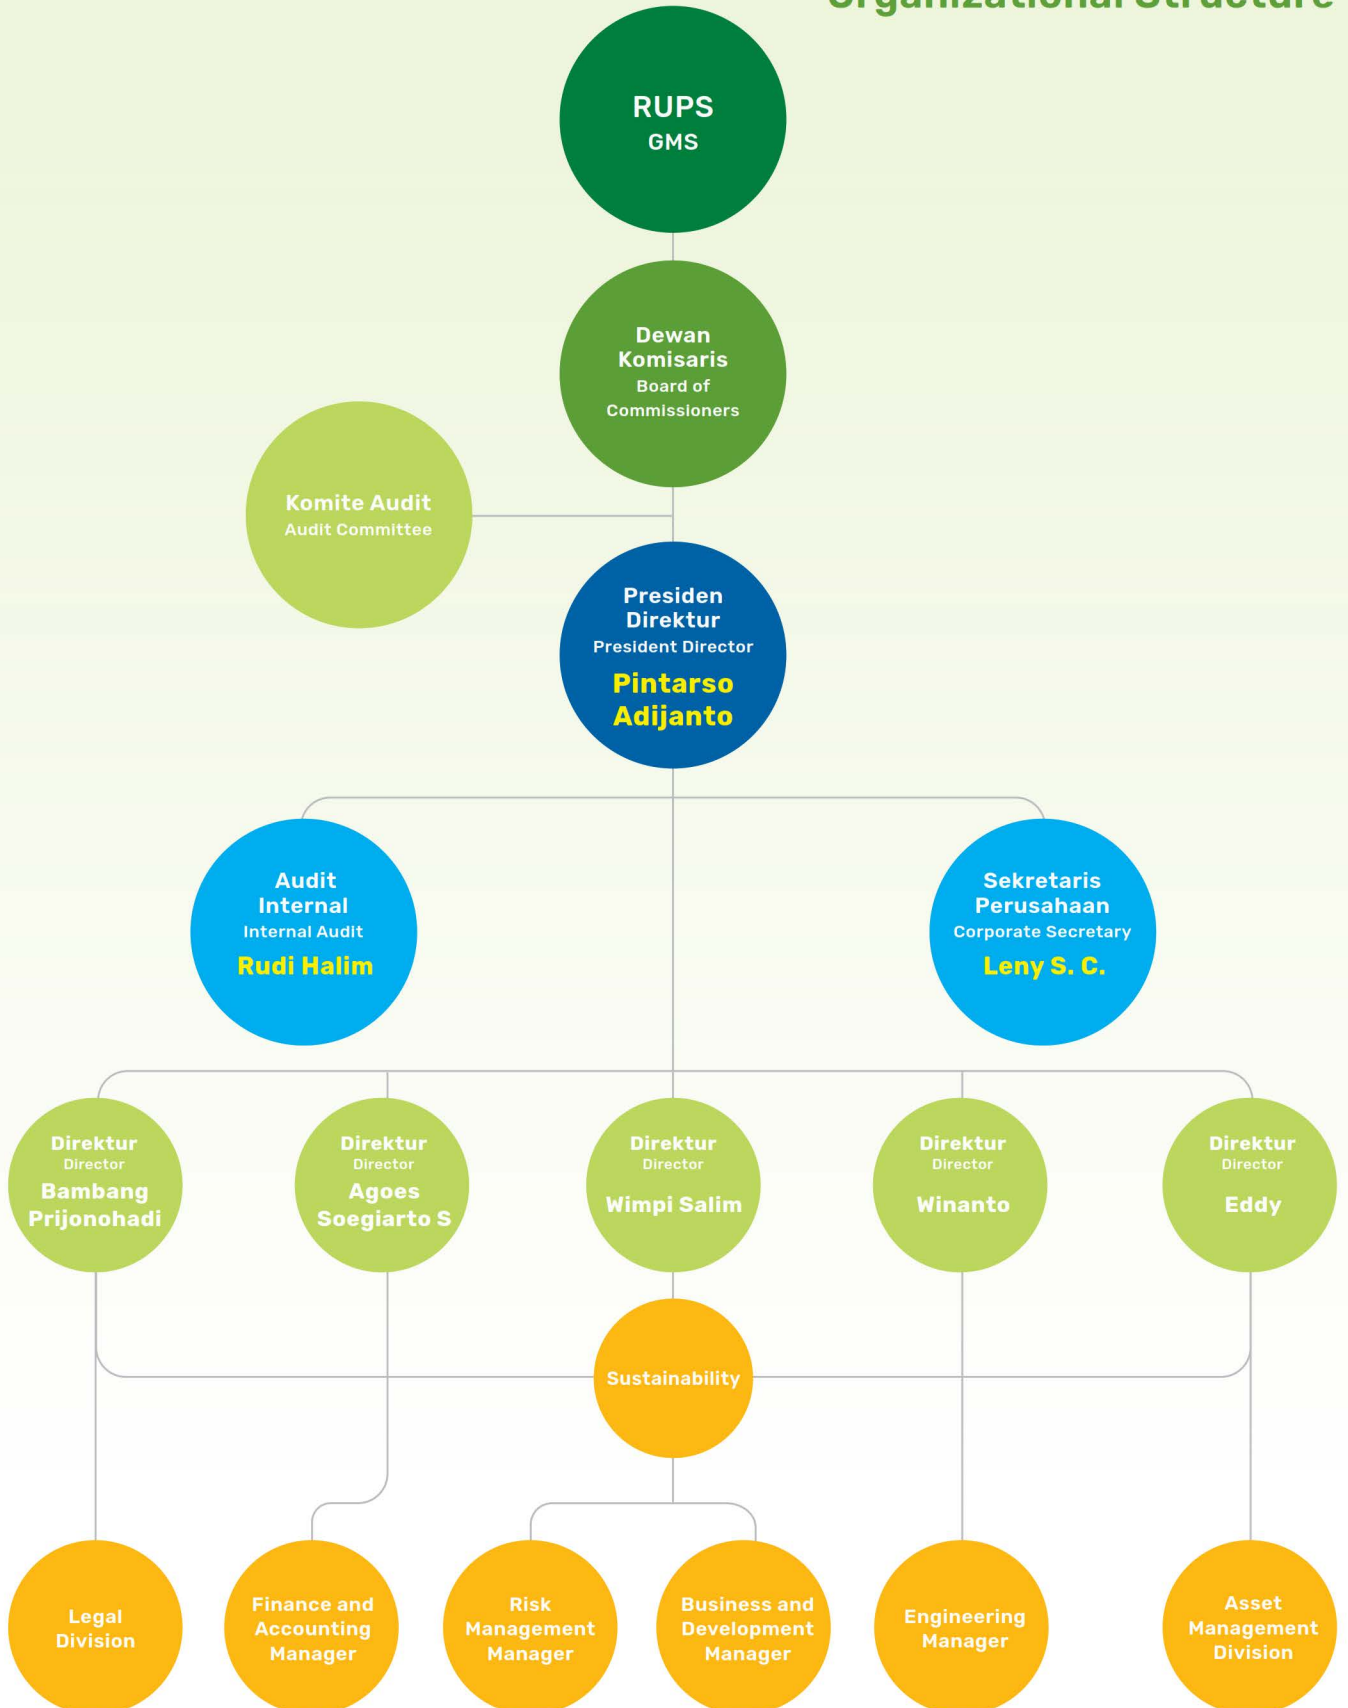 Organizational Structure
RUPS
GMS
Dewan
Komisaris
Board of
Commissioners
Komite Audit
Audit Committee
Presiden
Direktur
President Director
Pintarso
Adijanto
Audit
Internal
Internal Audit
Rudi Halim
Sekretaris
Perusahaan
Corporate Secretary
Leny S. C.
Direktur
Director
Bambang
Prijonohadi
Direktur
Director
Agoes
Soegiarto S
Direktur
Director
Wimpi Salim
Direktur
Director
Winanto
Direktur
Director
Eddy
Sustainability
Legal
Division
Finance and
Accounting
Manager
Risk
Management
Manager
Business and
Development
Manager
Engineering
Manager
Asset
Management
Division